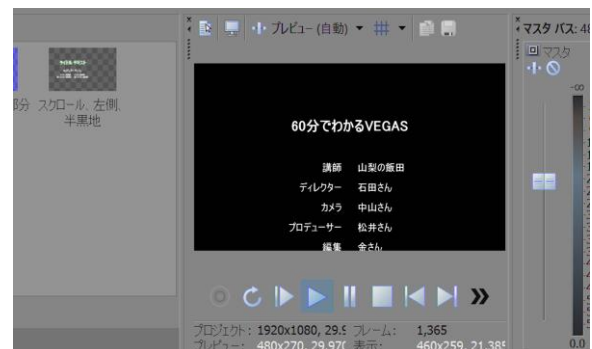 プレビュー (自動)
マスタ バス: 48
マスタ
-∞
部分
スクロール、左側、
半黒地
60分でわかるVEGAS
講師 山梨の飯田
ディレクター 石田さん
カメラ 中山さん
プロデューサー 松井さん
編集 金さん
プロジェクト: 1920x1080, 29.9 フレーム: 1,365
プレビュー: 480x270, 29.970 表示: 460x259, 21.385
0.0